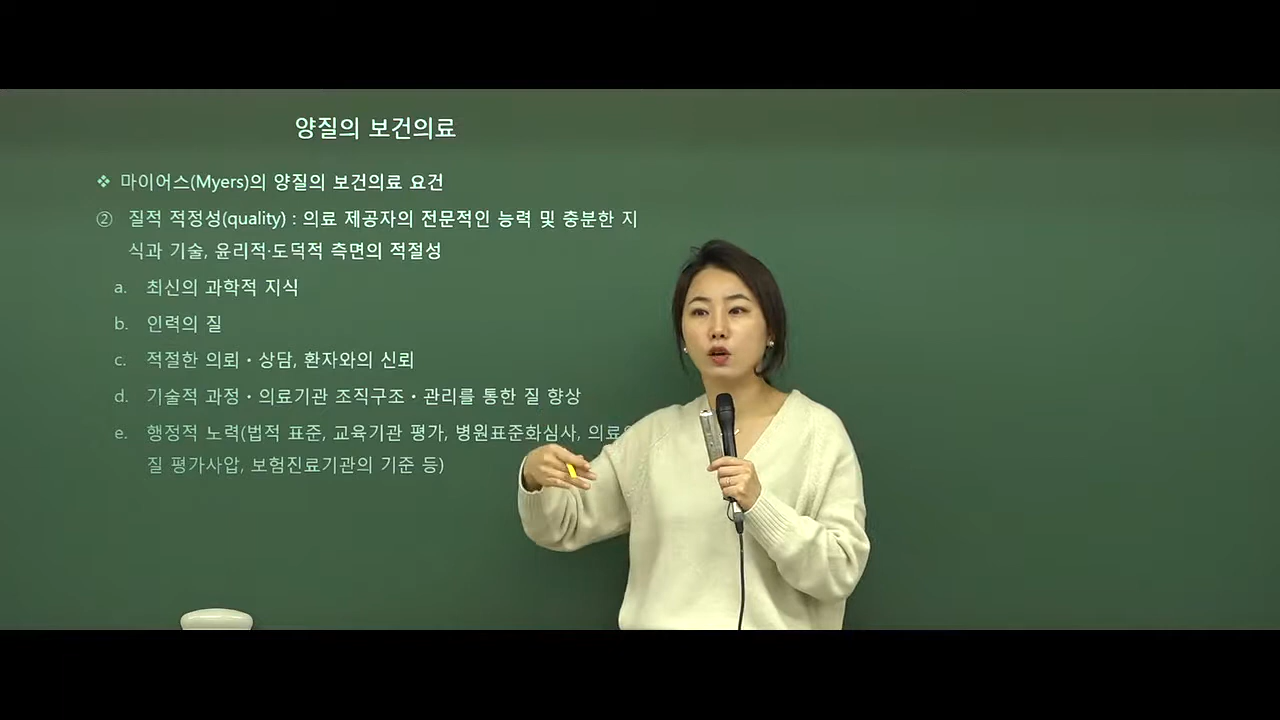 양질의 보건의료
❖ 마이어스(Myers)의 양질의 보건의료 요건
② 질적 적정성(quality) : 의료 제공자의 전문적인 능력 및 충분한 지
식과 기술, 윤리적·도덕적 측면의 적절성
a. 최신의 과학적 지식
b. 인력의 질
c. 적절한 의뢰・상담, 환자와의 신뢰
d. 기술적 과정・의료기관 조직구조・관리를 통한 질 향상
e. 행정적 노력(법적 표준, 교육기관 평가, 병원표준화심사, 의료
질 평가사압, 보험진료기관의 기준 등)